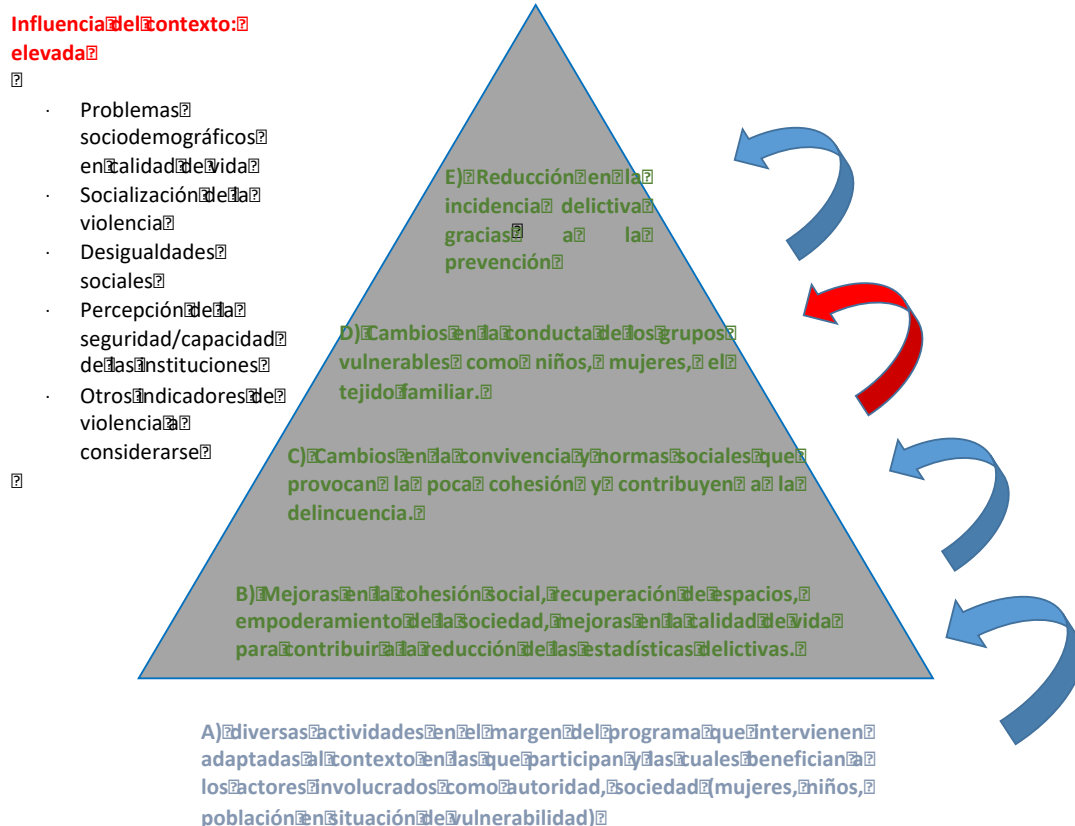 Influencia del contexto:
elevada
· Problemas
sociodemográficos
en calidad de vida
· Socialización de la
violencia
· Desigualdades
sociales
· Percepción de la
seguridad/capacidad
de las instituciones
· Otros indicadores de
violencia a
considerarse
E) Reducción en la
incidencia delictiva
gracias a la
prevención
D) Cambios en la conducta de los grupos
vulnerables como niños, mujeres, el
tejido familiar.
C) Cambios en la convivencia y normas sociales que
provocan la poca cohesión y contribuyen a la
delincuencia.
B) Mejoras en la cohesión social, recuperación de espacios,
empoderamiento de la sociedad, mejoras en la calidad de vida
para contribuir a la reducción de las estadísticas delictivas.
A) diversas actividades en el margen del programa que intervienen
adaptadas al contexto en las que participan y las cuales benefician a
los actores involucrados como autoridad, sociedad (mujeres, niños,
población en situación de vulnerabilidad)